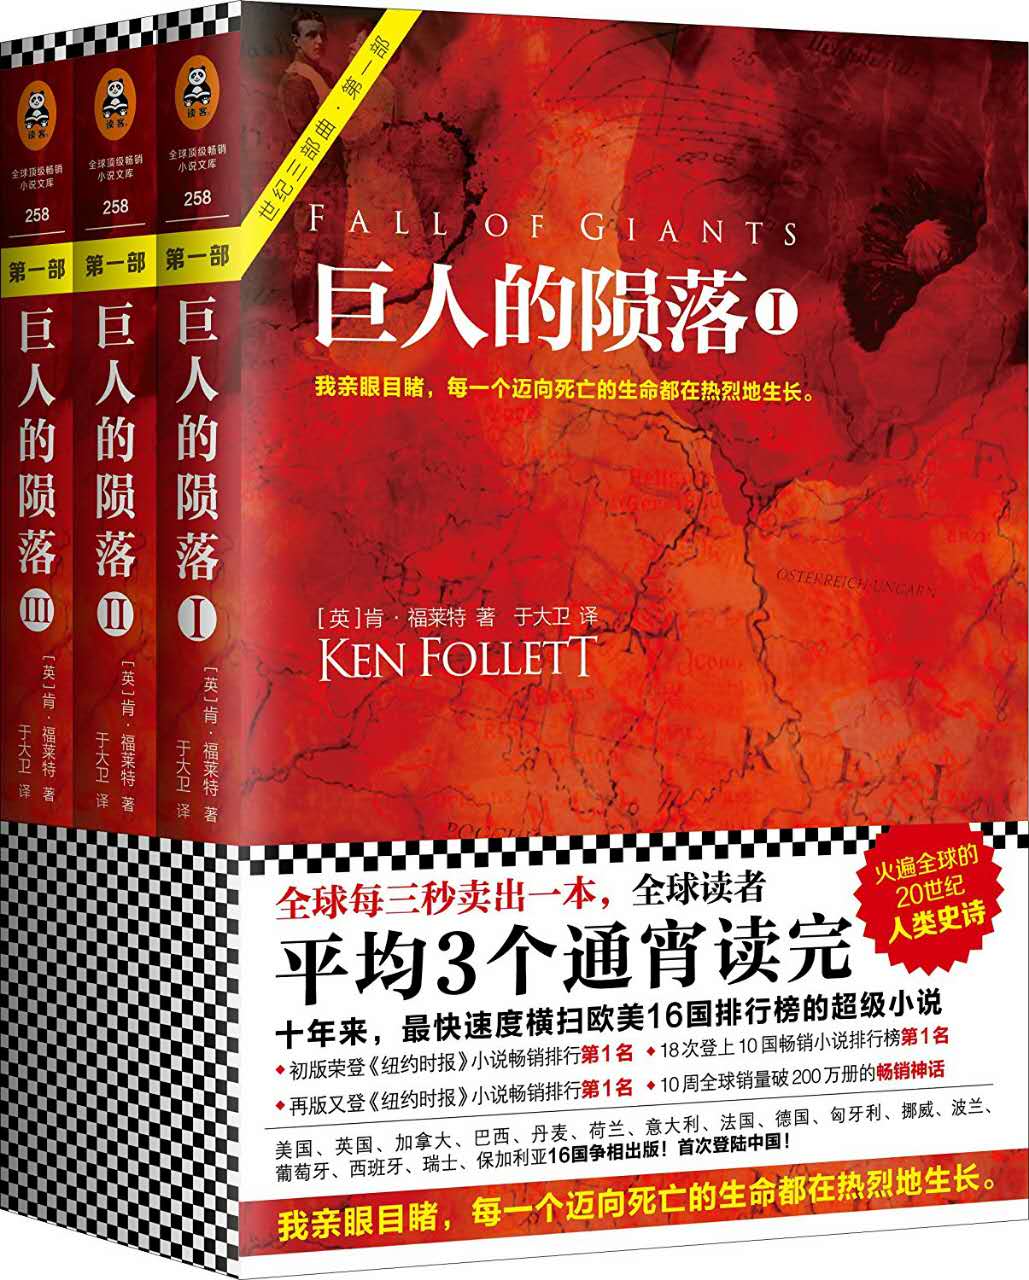 读客
全球顶级畅销
小说文库
258
第一部
巨人的陨落
III
[英]肯·福莱特 著
于大卫 译
读客
全球顶级畅销
小说文库
258
第一部
巨人的陨落
II
[英]肯·福莱特 著
于大卫 译
读客
全球顶级畅销
小说文库
258
第一部
巨人的陨落
I
[英]肯·福莱特 著
于大卫 译
世纪三部曲·第一部
FALL OF GIANTS
巨人的陨落 I
我亲眼目睹，每一个迈向死亡的生命都在热烈地生长。
ÖSTERREICH-UNGARN
[英]肯·福莱特 著 于大卫 译
KEN FOLLETT
火遍全球的
20世纪
人类史诗
全球每三秒卖出一本，全球读者
平均3个通宵读完
十年来，最快速度横扫欧美16国排行榜的超级小说
◆初版荣登《纽约时报》小说畅销排行第1名 ◆18次登上10国畅销小说排行榜第1名
◆再版又登《纽约时报》小说畅销排行第1名 ◆10周全球销量破200万册的畅销神话
美国、英国、加拿大、巴西、丹麦、荷兰、意大利、法国、德国、匈牙利、挪威、波兰、
葡萄牙、西班牙、瑞士、保加利亚16国争相出版！首次登陆中国！
我亲眼目睹，每一个迈向死亡的生命都在热烈地生长。